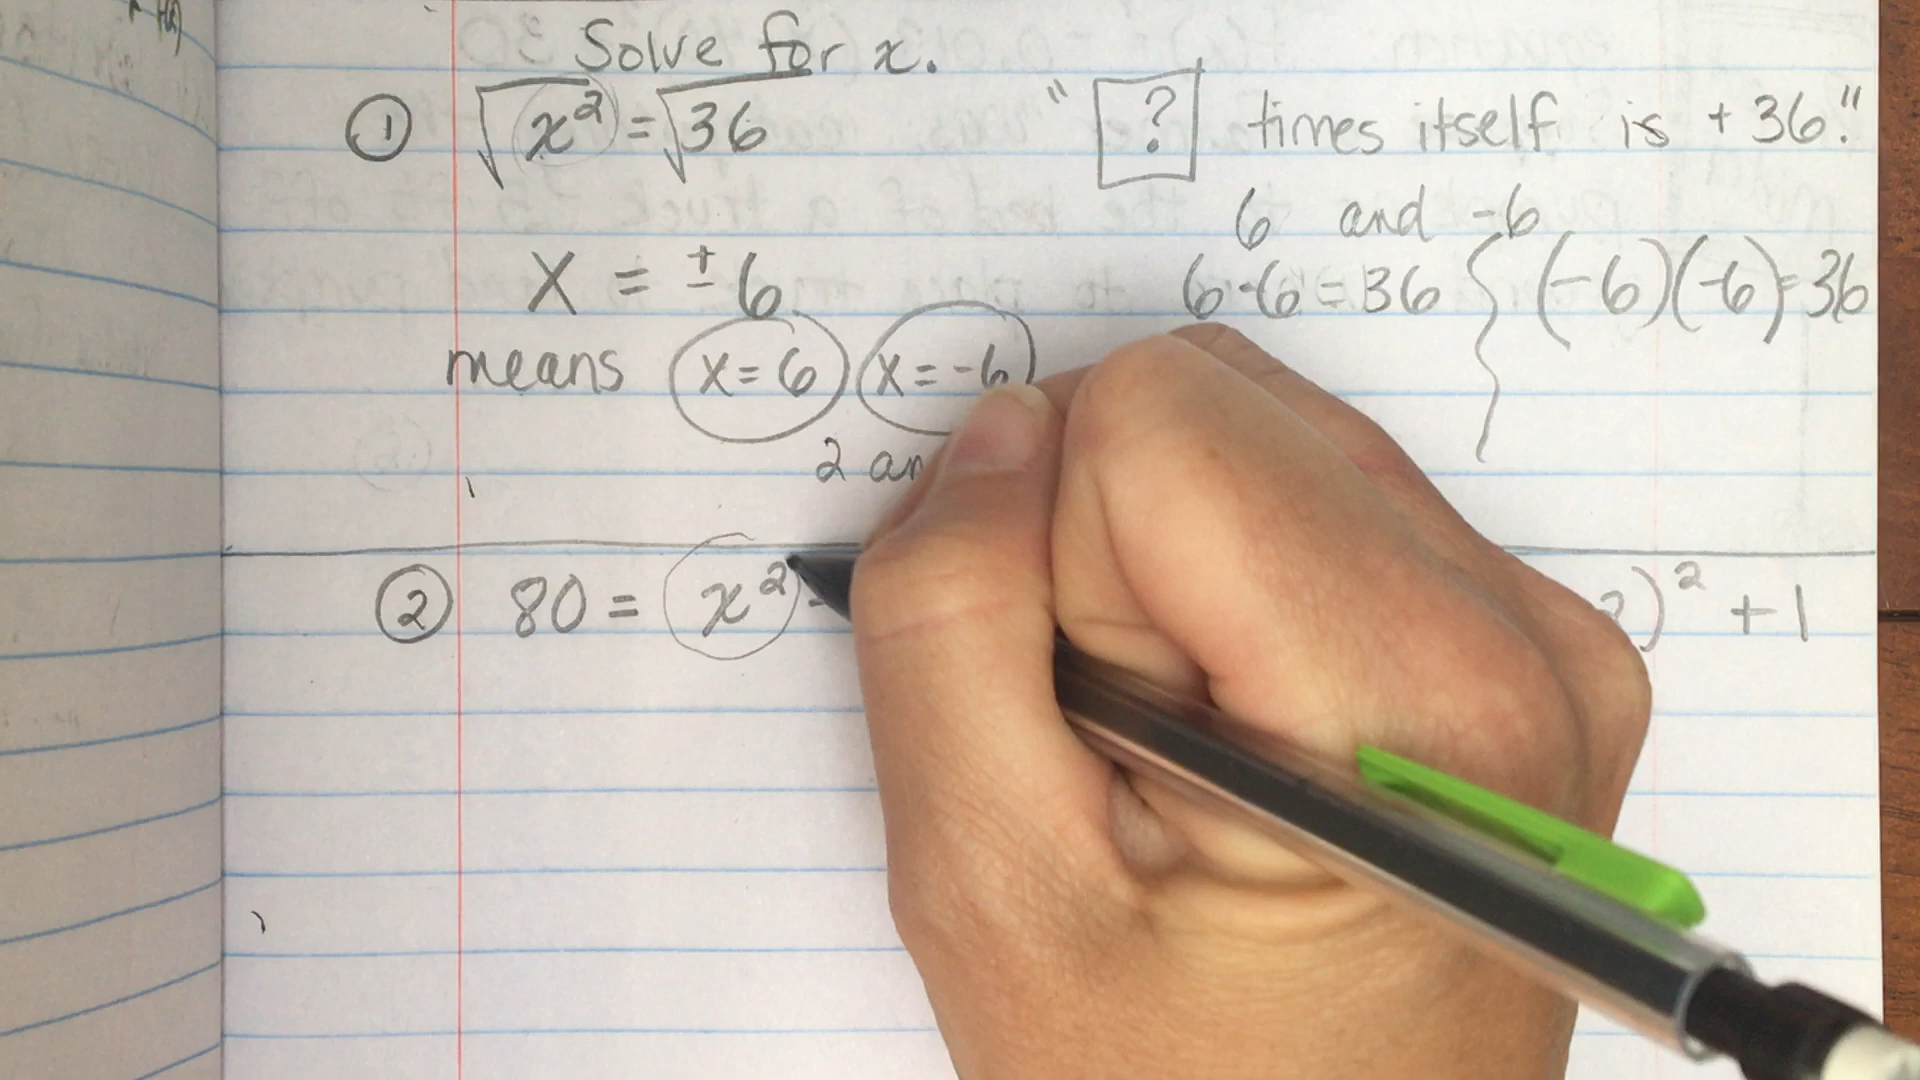 Solve for x.
① √x² = √36
" ? times itself is +36."
6 and -6
x = ±6
6·6 = 36 { (-6)(-6) = 36
means x = 6 x = -6
2
② 80 = x²
)² + 1